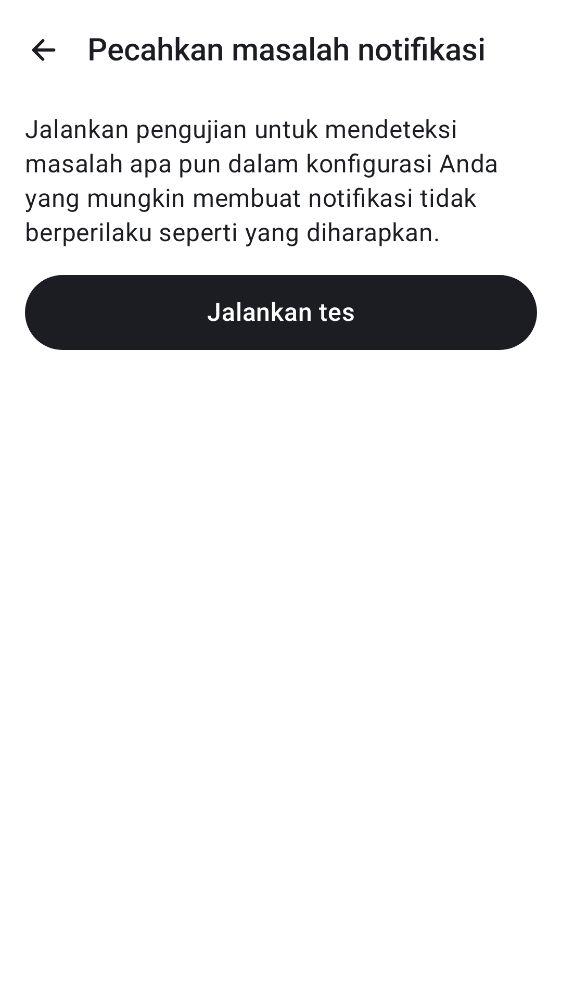 Pecahkan masalah notifikasi
Jalankan pengujian untuk mendeteksi
masalah apa pun dalam konfigurasi Anda
yang mungkin membuat notifikasi tidak
berperilaku seperti yang diharapkan.
Jalankan tes